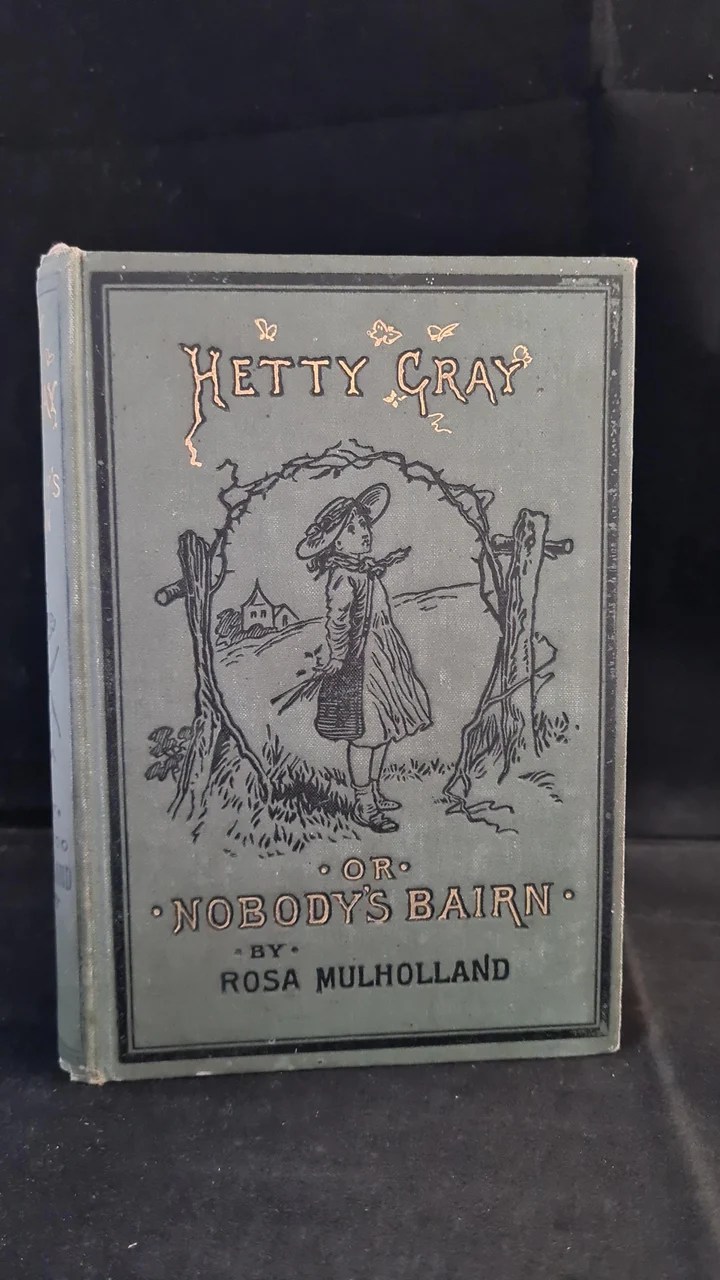 HETTY GRAY
· OR ·
· NOBODY'S BAIRN ·
· BY ·
ROSA MULHOLLAND